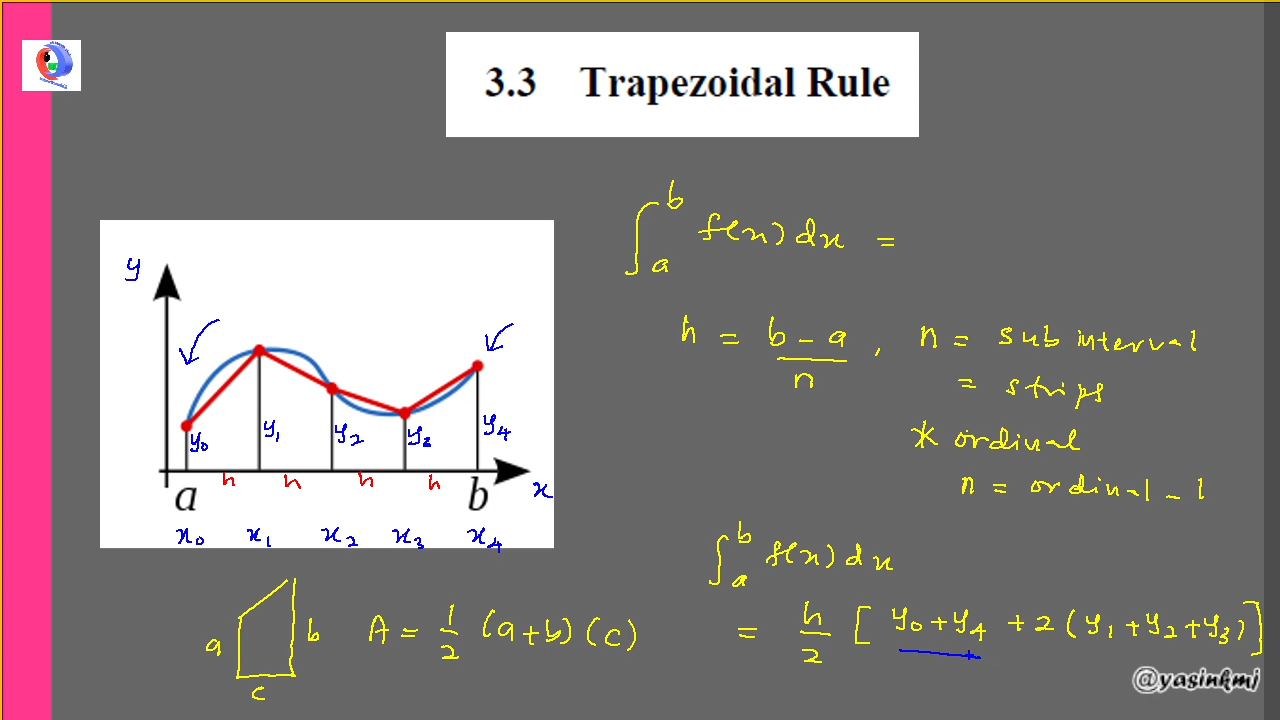 3.3 Trapezoidal Rule
∫_a^b f(x) dx =
h = (b - a)/n , n = sub interval
= strips
* ordinal
n = ordinal - 1
y
y₀ y₁ y₂ y₃ y₄
h h h h
a b x
x₀ x₁ x₂ x₃ x₄
∫_a^b f(x) dx
= h/2 [ y₀ + y₄ + 2 ( y₁ + y₂ + y₃ ) ]
a b c
A = 1/2 (a + b) (c)
@yasinkmj